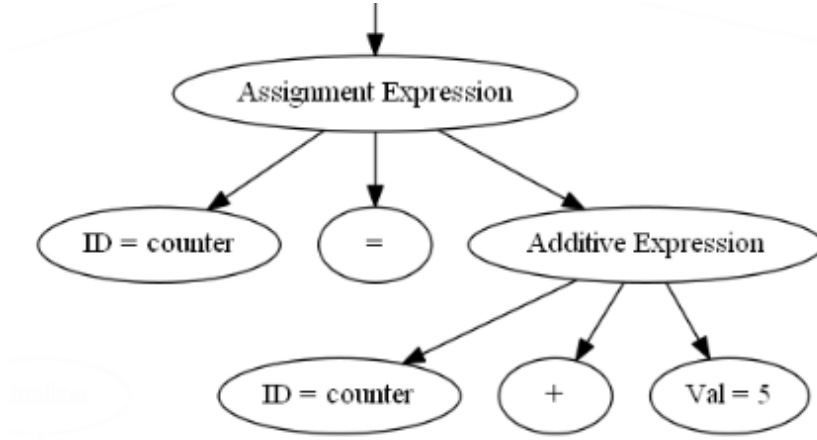 Assignment Expression
ID = counter
=
Additive Expression
ID = counter
+
Val = 5